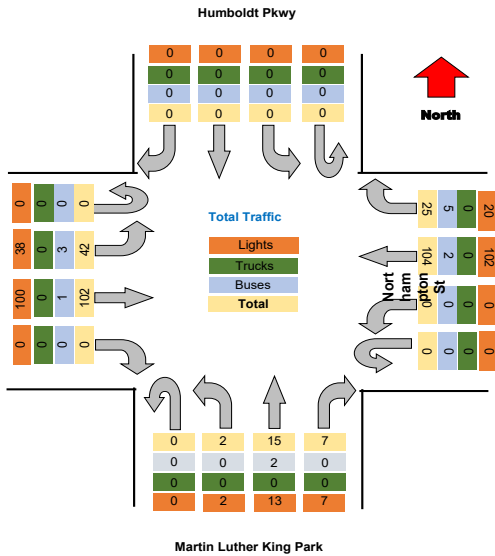 Humboldt Pkwy
0 0 0 0
0 0 0 0
0 0 0 0
0 0 0 0
North
0 0 0 0
38 0 3 42
100 0 1 102
0 0 0 0
Total Traffic
Lights
Trucks
Buses
Total
25 5 0 20
104 2 0 102
0 0 0 0
0 0 0 0
Nort
ham
pton
St
0 2 15 7
0 0 2 0
0 0 0 0
0 2 13 7
Martin Luther King Park